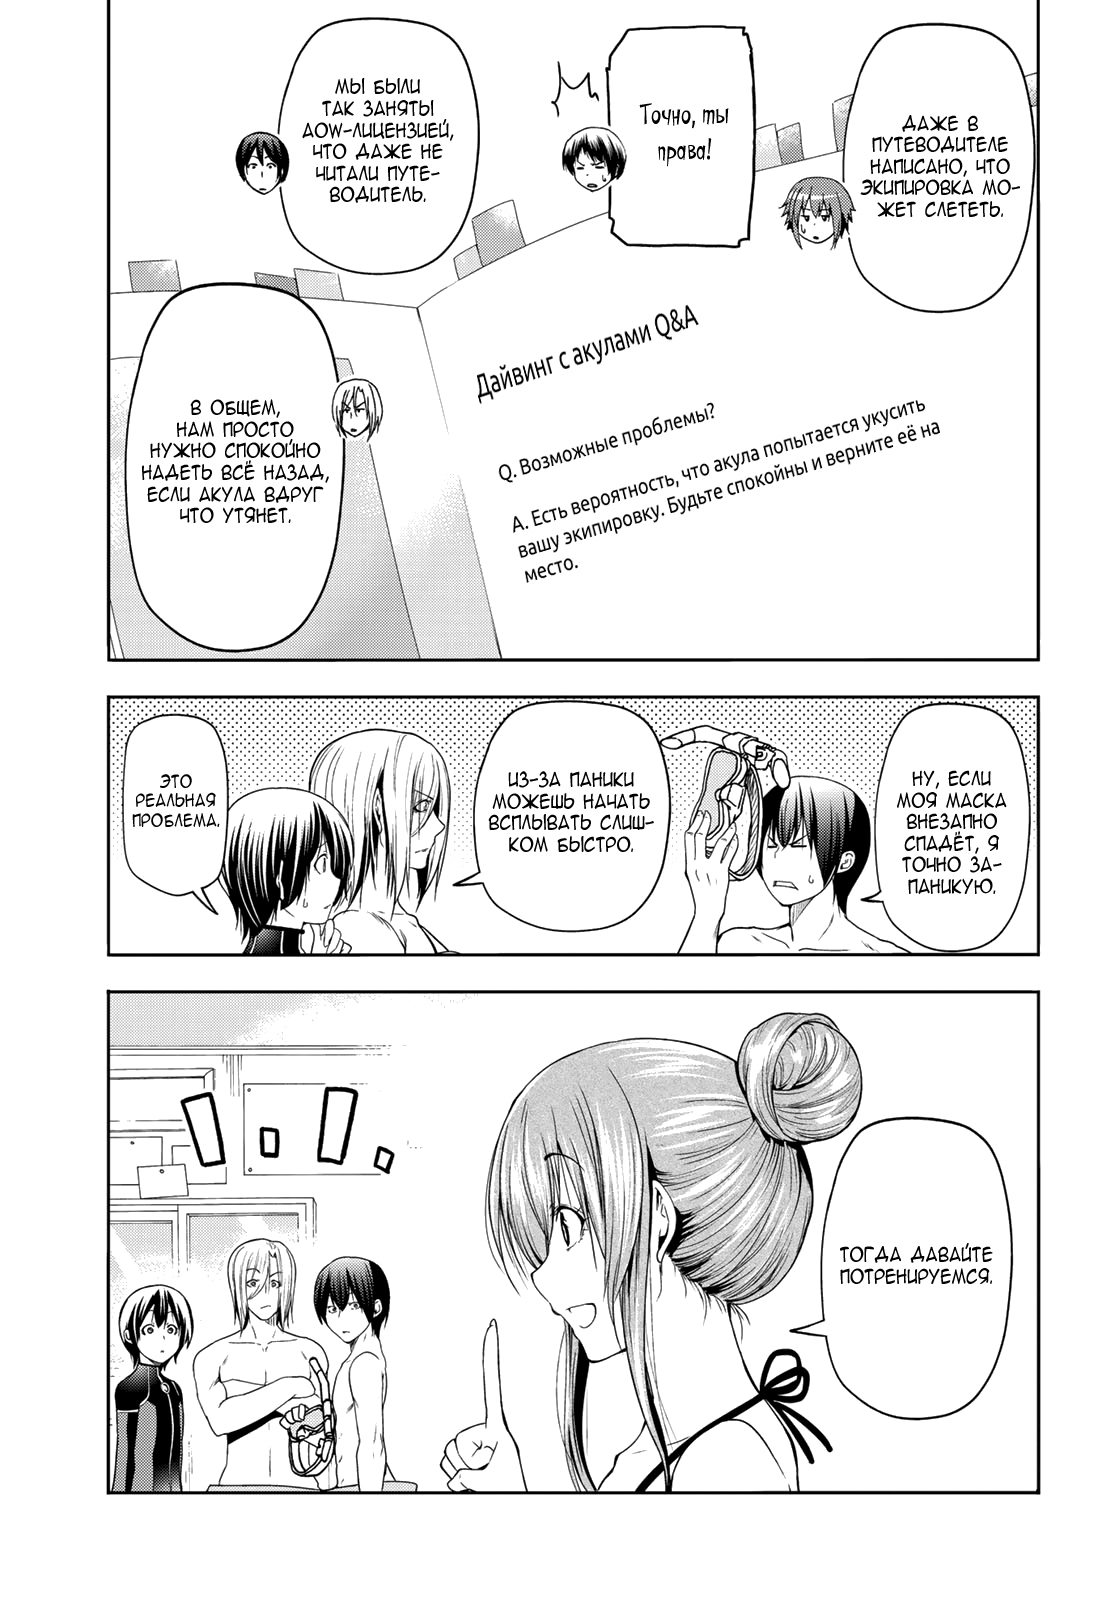 ДАЖЕ В
ПУТЕВОДИТЕЛЕ
НАПИСАНО, ЧТО
ЭКИПИРОВКА МО-
ЖЕТ СЛЕТЕТЬ.
Точно, ты
права!
МЫ БЫЛИ
ТАК ЗАНЯТЫ
AOW-ЛИЦЕНЗИЕЙ,
ЧТО ДАЖЕ НЕ
ЧИТАЛИ ПУТЕ-
ВОДИТЕЛЬ.
Дайвинг с акулами Q&A
Q. Возможные проблемы?
A. Есть вероятность, что акула попытается укусить
вашу экипировку. Будьте спокойны и верните её на
место.
В ОБЩЕМ,
НАМ ПРОСТО
НУЖНО СПОКОЙНО
НАДЕТЬ ВСЁ НАЗАД,
ЕСЛИ АКУЛА ВДРУГ
ЧТО УТЯНЕТ.
НУ, ЕСЛИ
МОЯ МАСКА
ВНЕЗАПНО
СПАДЁТ, Я
ТОЧНО ЗА-
ПАНИКУЮ.
ИЗ-ЗА ПАНИКИ
МОЖЕШЬ НАЧАТЬ
ВСПЛЫВАТЬ СЛИШ-
КОМ БЫСТРО.
ЭТО
РЕАЛЬНАЯ
ПРОБЛЕМА.
ТОГДА ДАВАЙТЕ
ПОТРЕНИРУЕМСЯ.